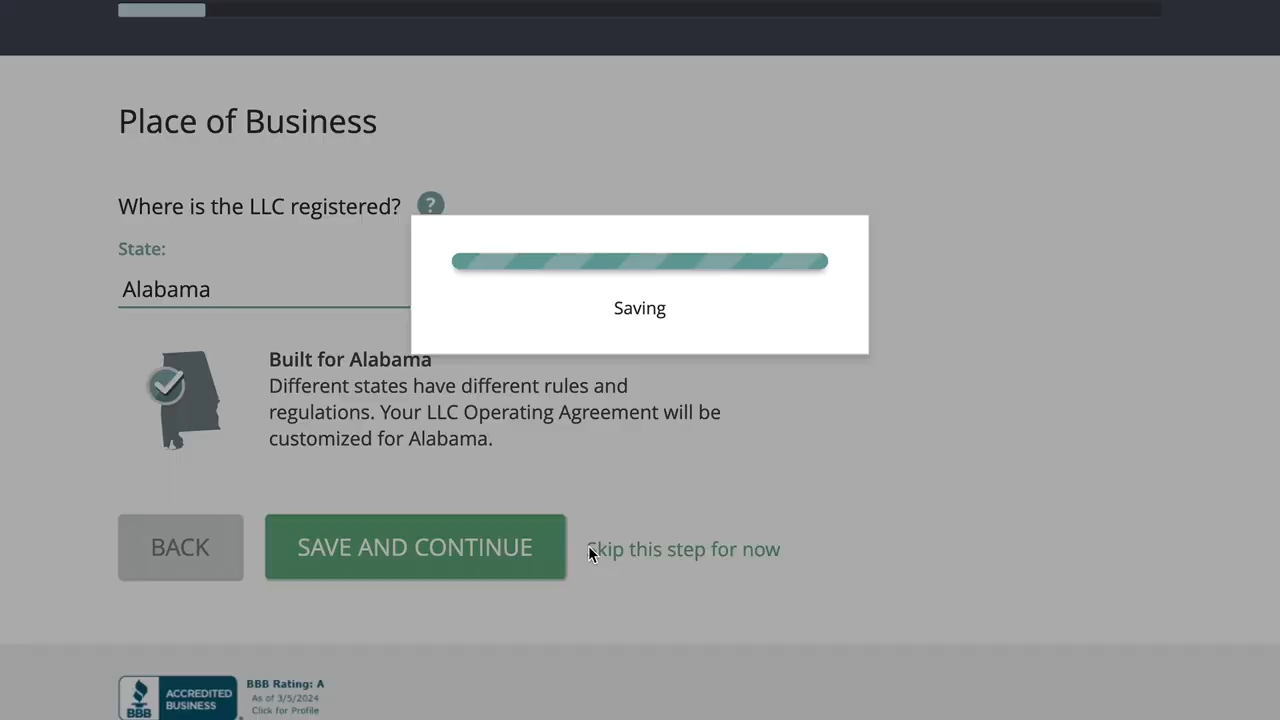 Place of Business
Where is the LLC registered? ?
State:
Alabama
Saving
Built for Alabama
Different states have different rules and
regulations. Your LLC Operating Agreement will be
customized for Alabama.
BACK
SAVE AND CONTINUE
Skip this step for now
BBB
ACCREDITED
BUSINESS
BBB Rating: A
As of 3/5/2024
Click for Profile